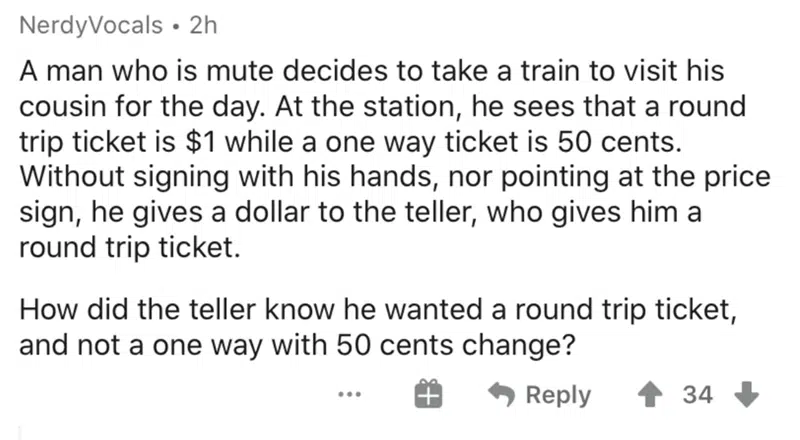 NerdyVocals • 2h
A man who is mute decides to take a train to visit his
cousin for the day. At the station, he sees that a round
trip ticket is $1 while a one way ticket is 50 cents.
Without signing with his hands, nor pointing at the price
sign, he gives a dollar to the teller, who gives him a
round trip ticket.
How did the teller know he wanted a round trip ticket,
and not a one way with 50 cents change?
... Reply 34